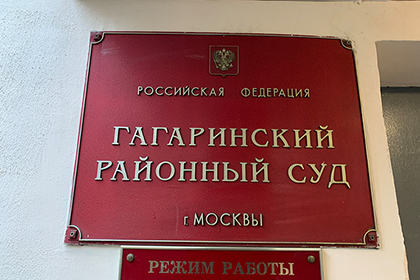 РОССИЙСКАЯ ФЕДЕРАЦИЯ
ГАГАРИНСКИЙ
РАЙОННЫЙ СУД
г. МОСКВЫ
РЕЖИМ РАБОТЫ